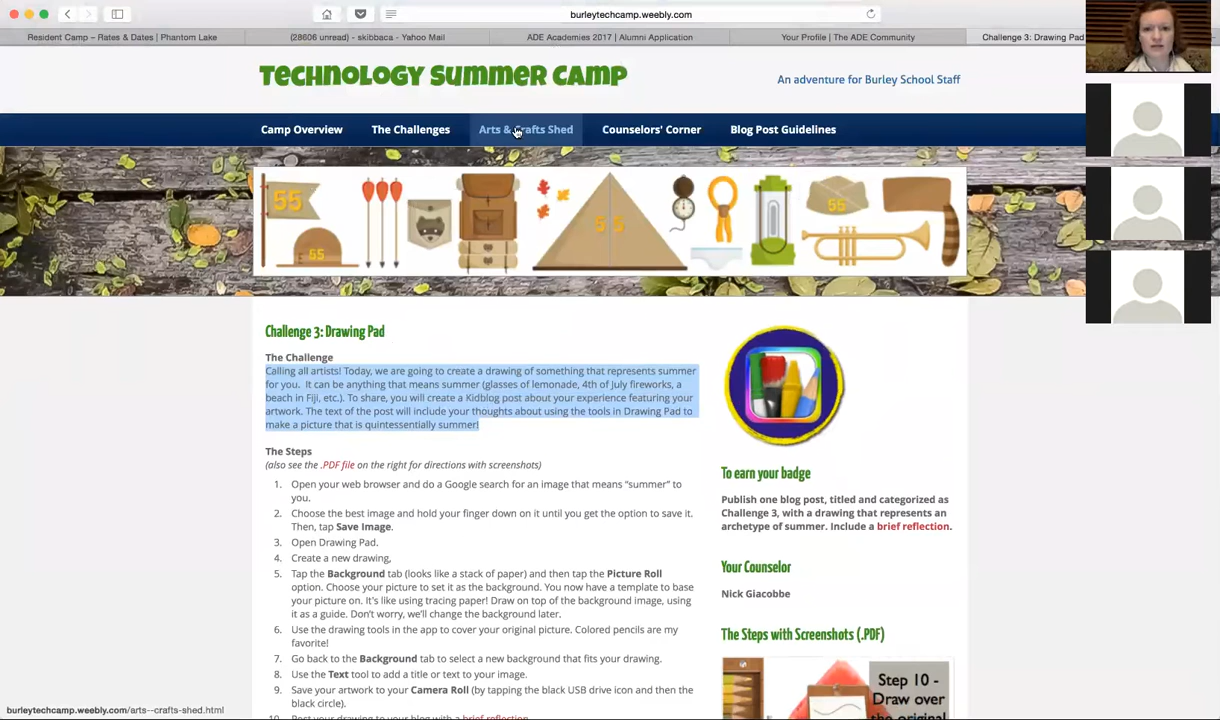 burleytechcamp.weebly.com
Resident Camp – Rates & Dates | Phantom Lake
(28606 unread) - skibbaca - Yahoo Mail
ADE Academies 2017 | Alumni Application
Your Profile | The ADE Community
Challenge 3: Drawing Pad
Technology Summer Camp
An adventure for Burley School Staff
Camp Overview
The Challenges
Arts & Crafts Shed
Counselors' Corner
Blog Post Guidelines
55
55
5 5
55
Challenge 3: Drawing Pad
The Challenge
Calling all artists! Today, we are going to create a drawing of something that represents summer
for you. It can be anything that means summer (glasses of lemonade, 4th of July fireworks, a
beach in Fiji, etc.). To share, you will create a Kidblog post about your experience featuring your
artwork. The text of the post will include your thoughts about using the tools in Drawing Pad to
make a picture that is quintessentially summer!
The Steps
(also see the .PDF file on the right for directions with screenshots)
1. Open your web browser and do a Google search for an image that means "summer" to
you.
2. Choose the best image and hold your finger down on it until you get the option to save it.
Then, tap Save Image.
3. Open Drawing Pad.
4. Create a new drawing,
5. Tap the Background tab (looks like a stack of paper) and then tap the Picture Roll
option. Choose your picture to set it as the background. You now have a template to base
your picture on. It's like using tracing paper! Draw on top of the background image, using
it as a guide. Don't worry, we'll change the background later.
6. Use the drawing tools in the app to cover your original picture. Colored pencils are my
favorite!
7. Go back to the Background tab to select a new background that fits your drawing.
8. Use the Text tool to add a title or text to your image.
9. Save your artwork to your Camera Roll (by tapping the black USB drive icon and then the
black circle).
10. Post your drawing to your blog with a brief reflection.
To earn your badge
Publish one blog post, titled and categorized as
Challenge 3, with a drawing that represents an
archetype of summer. Include a brief reflection.
Your Counselor
Nick Giacobbe
The Steps with Screenshots (.PDF)
Step 10 -
Draw over
the original
burleytechcamp.weebly.com/arts--crafts-shed.html